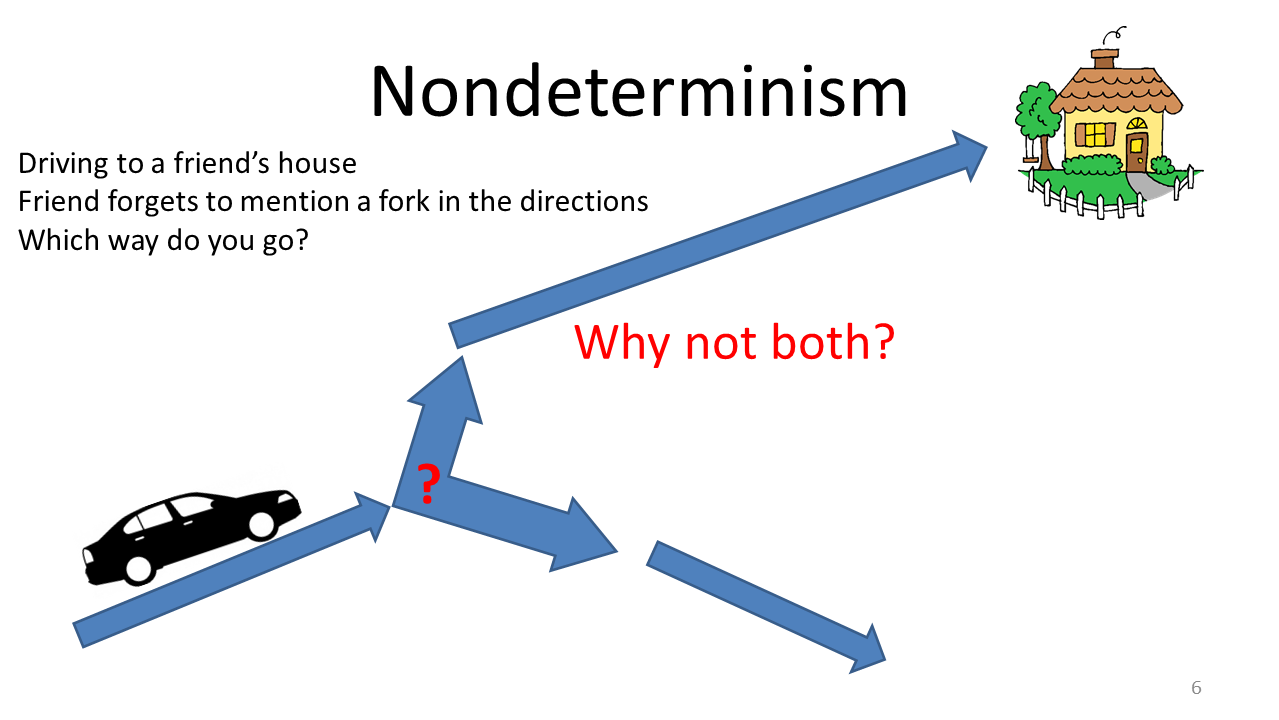 Nondeterminism
Driving to a friend’s house
Friend forgets to mention a fork in the directions
Which way do you go?
Why not both?
?
6